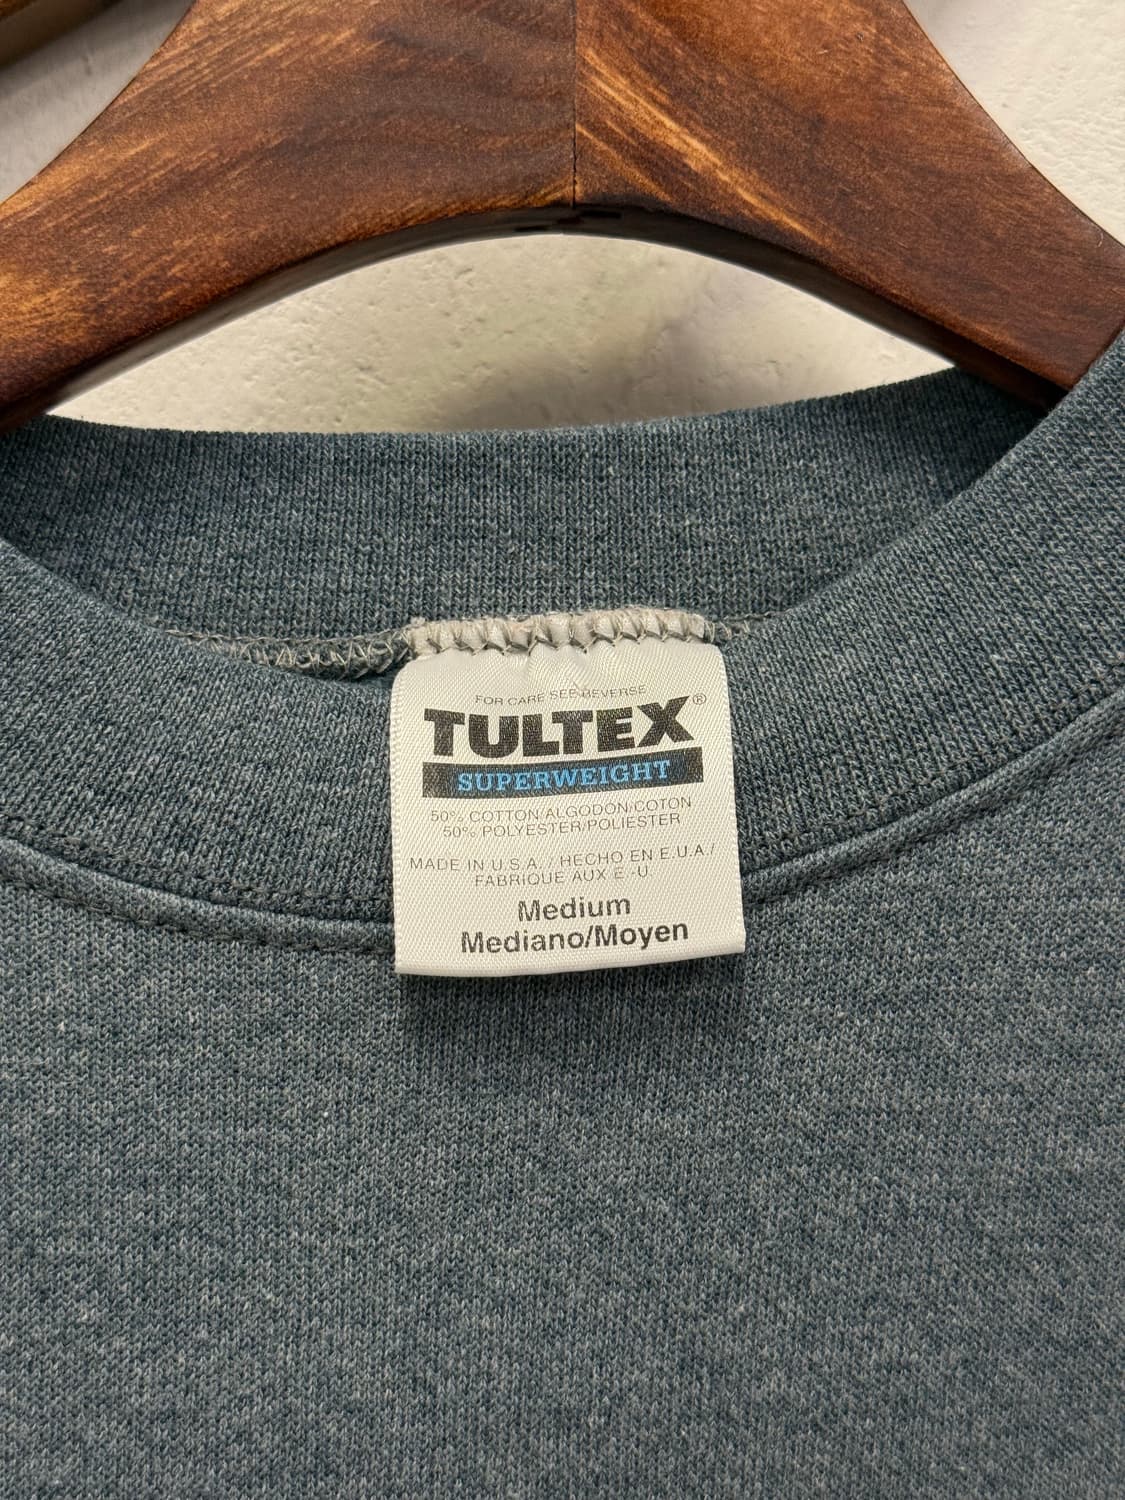 FOR CARE SEE REVERSE
TULTEX®
SUPERWEIGHT
50% COTTON/ALGODON/COTON
50% POLYESTER/POLIESTER
MADE IN U.S.A. / HECHO EN E.U.A./
FABRIQUE AUX E.-U.
Medium
Mediano/Moyen